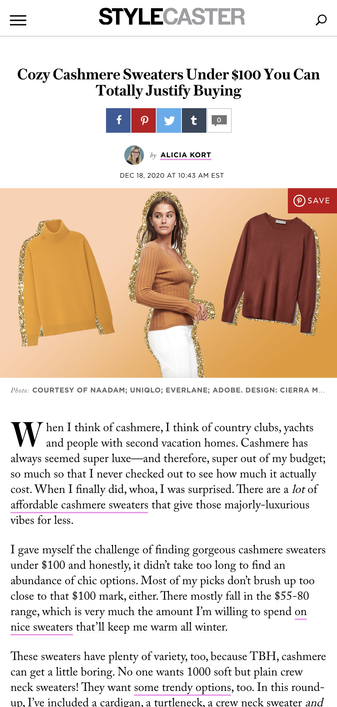 STYLECASTER
Cozy Cashmere Sweaters Under $100 You Can
Totally Justify Buying
0
by ALICIA KORT
DEC 18, 2020 AT 10:43 AM EST
SAVE
Photo: COURTESY OF NAADAM; UNIQLO; EVERLANE; ADOBE. DESIGN: CIERRA M...
When I think of cashmere, I think of country clubs, yachts
and people with second vacation homes. Cashmere has
always seemed super luxe—and therefore, super out of my budget;
so much so that I never checked out to see how much it actually
cost. When I finally did, whoa, I was surprised. There are a lot of
affordable cashmere sweaters that give those majorly-luxurious
vibes for less.
I gave myself the challenge of finding gorgeous cashmere sweaters
under $100 and honestly, it didn't take too long to find an
abundance of chic options. Most of my picks don't brush up too
close to that $100 mark, either. There mostly fall in the $55-80
range, which is very much the amount I'm willing to spend on
nice sweaters that'll keep me warm all winter.
These sweaters have plenty of variety, too, because TBH, cashmere
can get a little boring. No one wants 1000 soft but plain crew
neck sweaters! They want some trendy options, too. In this round-
up, I've included a cardigan, a turtleneck, a crew neck sweater and